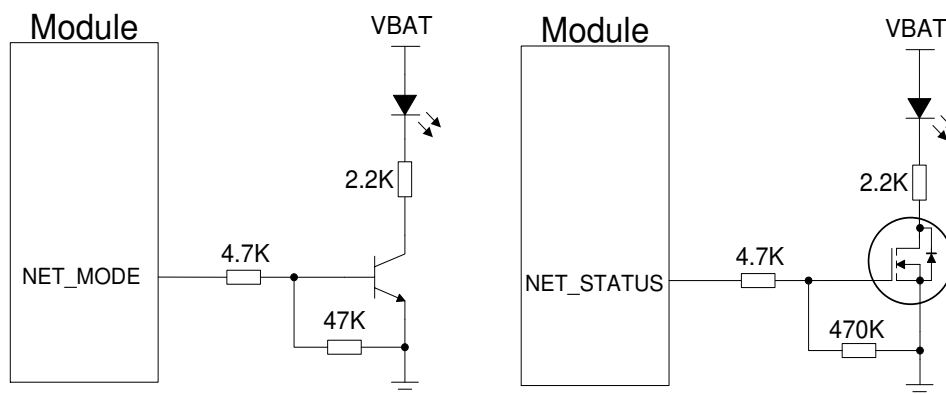 Module
VBAT
2.2K
4.7K
NET_MODE
47K
Module
VBAT
2.2K
4.7K
NET_STATUS
470K